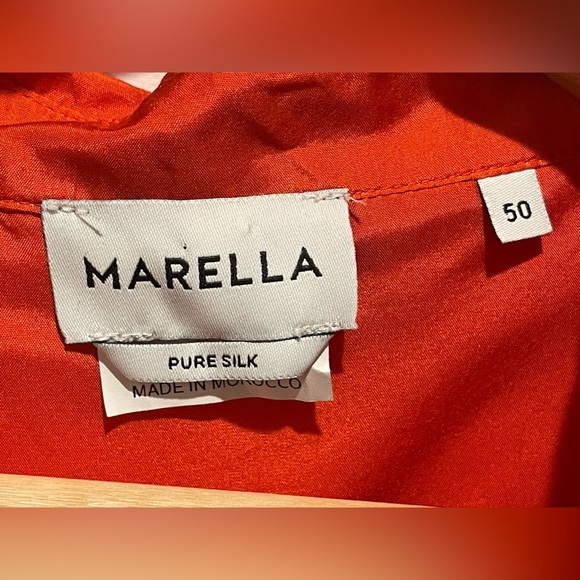 MARELLA
50
PURE SILK
MADE IN MOROCCO